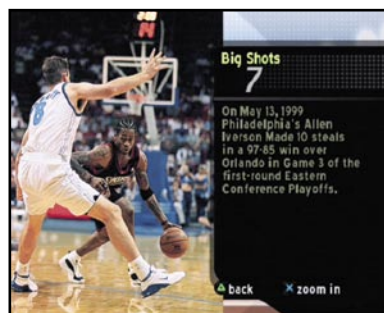 Big Shots
7
On May 13, 1999
Philadelphia's Allen
Iverson Made 10 steals
in a 97-85 win over
Orlando in Game 3 of the
first-round Eastern
Conference Playoffs.
back
zoom in